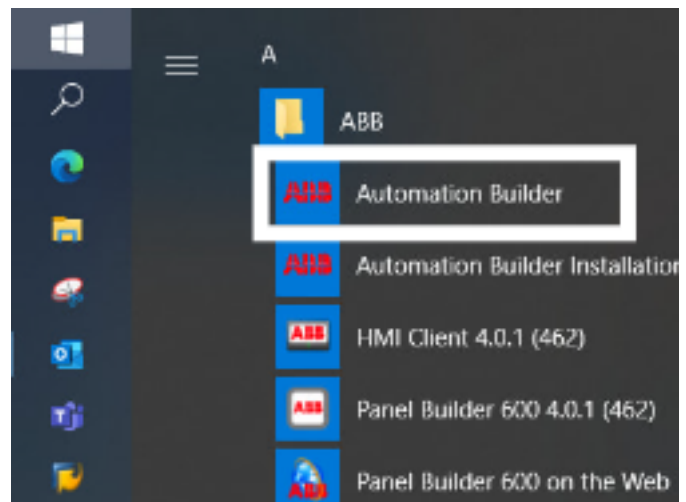 A
ABB
ABB Automation Builder
ABB Automation Builder Installation
ABB HMI Client 4.0.1 (462)
ABB Panel Builder 600 4.0.1 (462)
ABB Panel Builder 600 on the Web